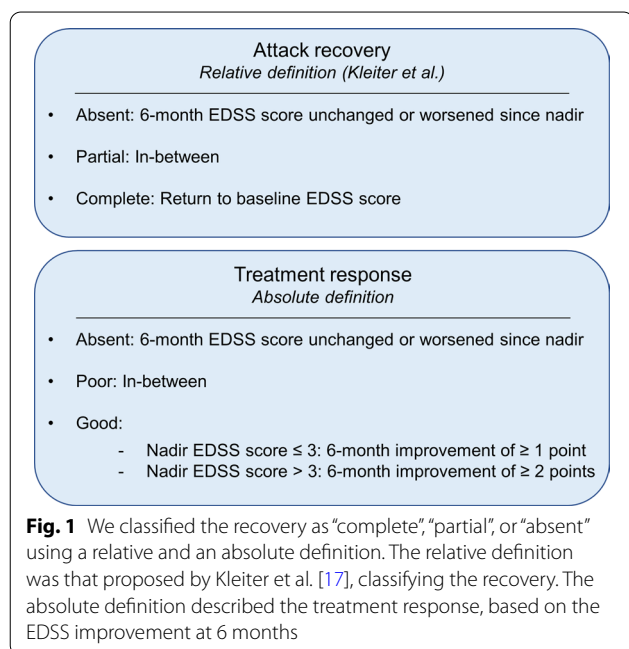 Attack recovery
Relative definition (Kleiter et al.)
• Absent: 6-month EDSS score unchanged or worsened since nadir
• Partial: In-between
• Complete: Return to baseline EDSS score
Treatment response
Absolute definition
• Absent: 6-month EDSS score unchanged or worsened since nadir
• Poor: In-between
• Good:
- Nadir EDSS score ≤ 3: 6-month improvement of ≥ 1 point
- Nadir EDSS score > 3: 6-month improvement of ≥ 2 points
Fig. 1 We classified the recovery as “complete”, “partial”, or “absent”
using a relative and an absolute definition. The relative definition
was that proposed by Kleiter et al. [17], classifying the recovery. The
absolute definition described the treatment response, based on the
EDSS improvement at 6 months